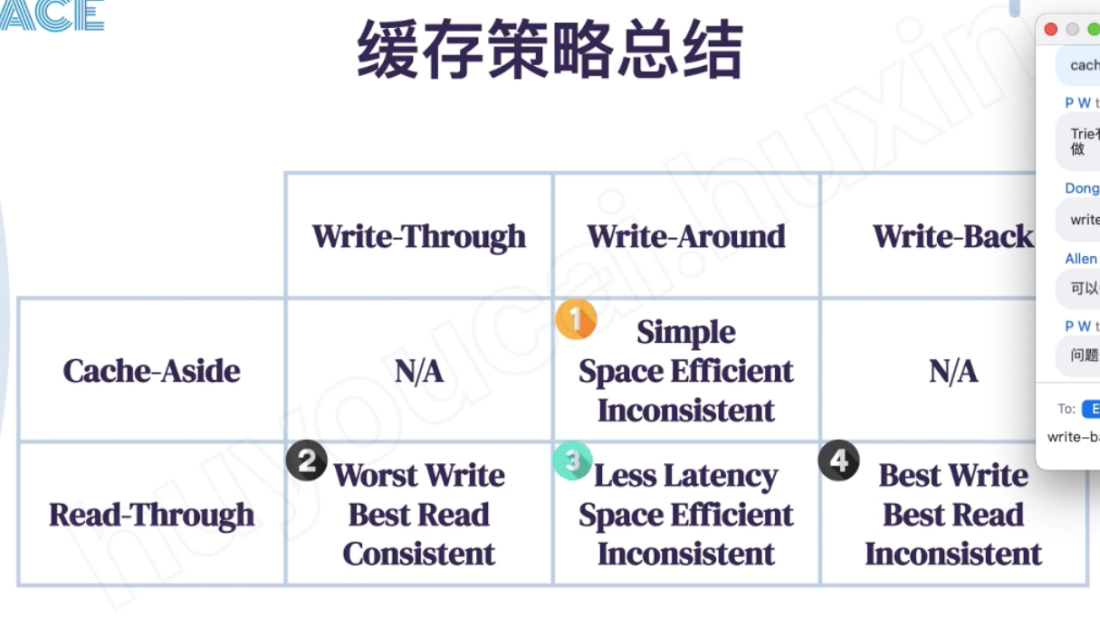 ACE
缓存策略总结
Write-Through
Write-Around
Write-Back
Cache-Aside
N/A
1
Simple
Space Efficient
Inconsistent
N/A
Read-Through
2
Worst Write
Best Read
Consistent
3
Less Latency
Space Efficient
Inconsistent
4
Best Write
Best Read
Inconsistent
cach
P W t
Trie
做
Dong
write
Allen
可以
P W t
问题
To: E
write-ba
huyoucai.huxin